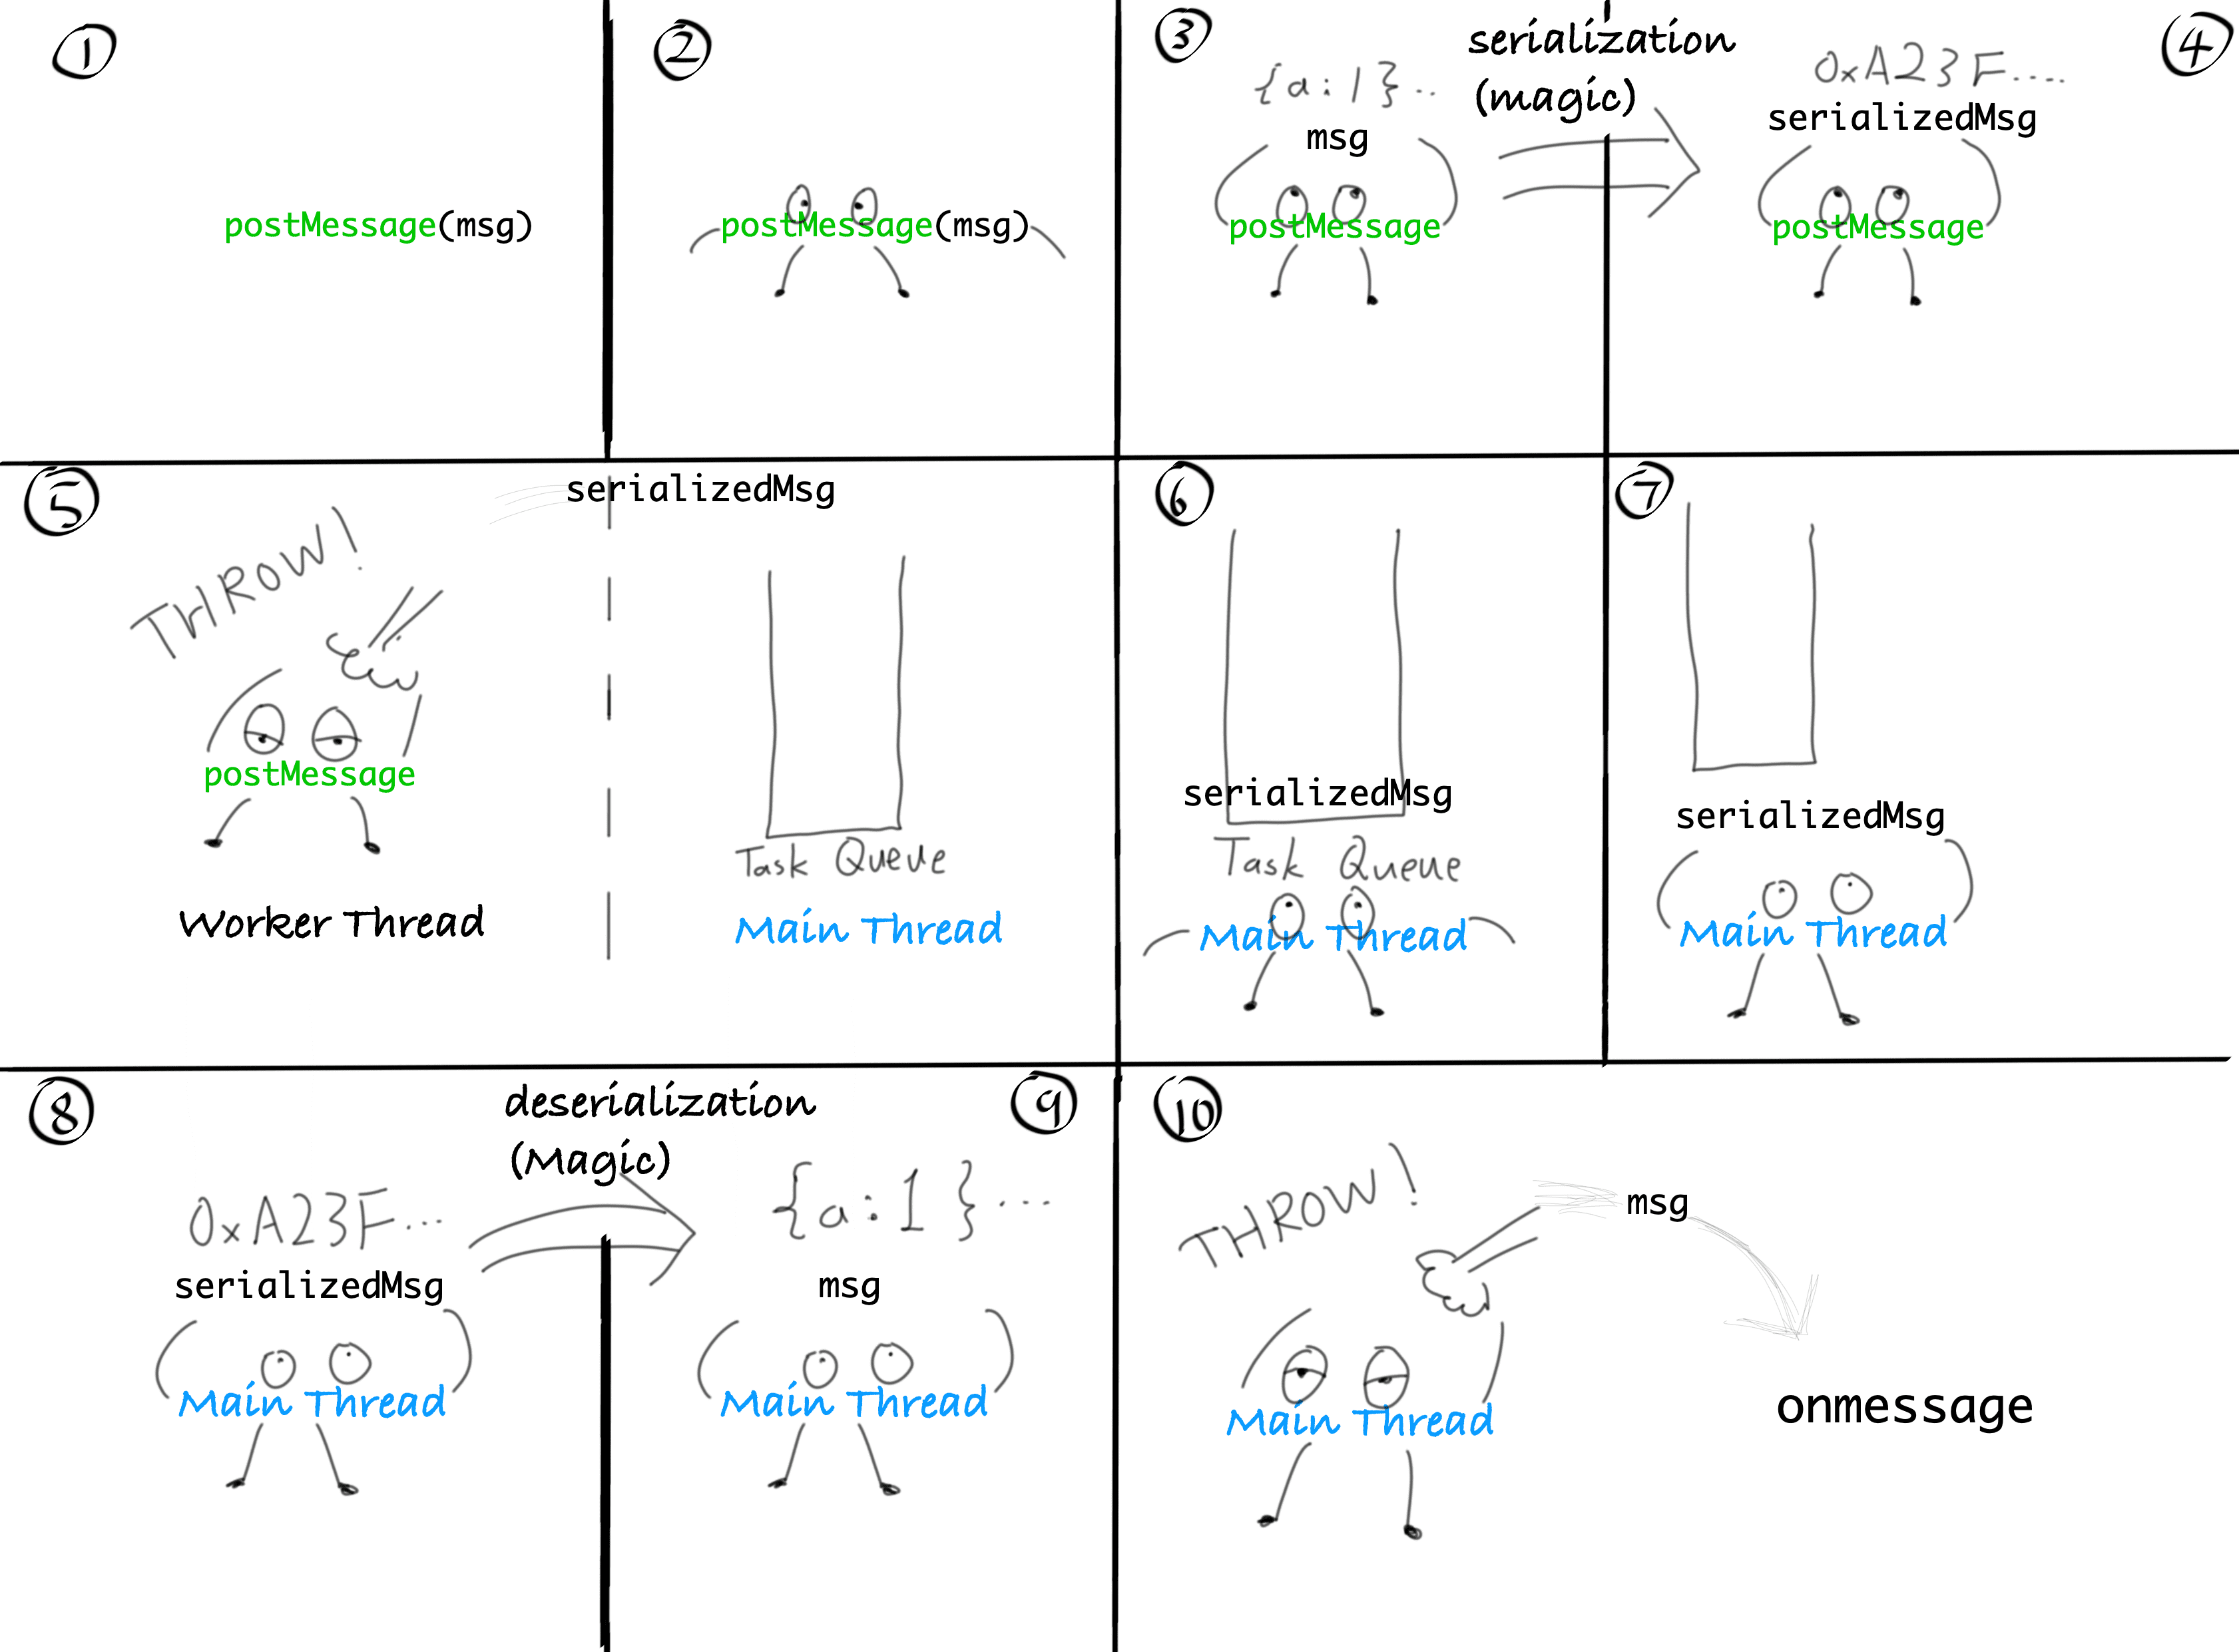 1
postMessage(msg)
2
postMessage(msg)
3
{a:1}..
msg
postMessage
serialization
(magic)
4
0xA23F....
serializedMsg
postMessage
5
serializedMsg
THROW!
postMessage
Worker Thread
Task Queue
Main Thread
6
serializedMsg
Task Queue
Main Thread
7
serializedMsg
Main Thread
8
0xA23F...
serializedMsg
Main Thread
deserialization
(Magic)
9
{a:1}...
msg
Main Thread
10
THROW!
msg
Main Thread
onmessage